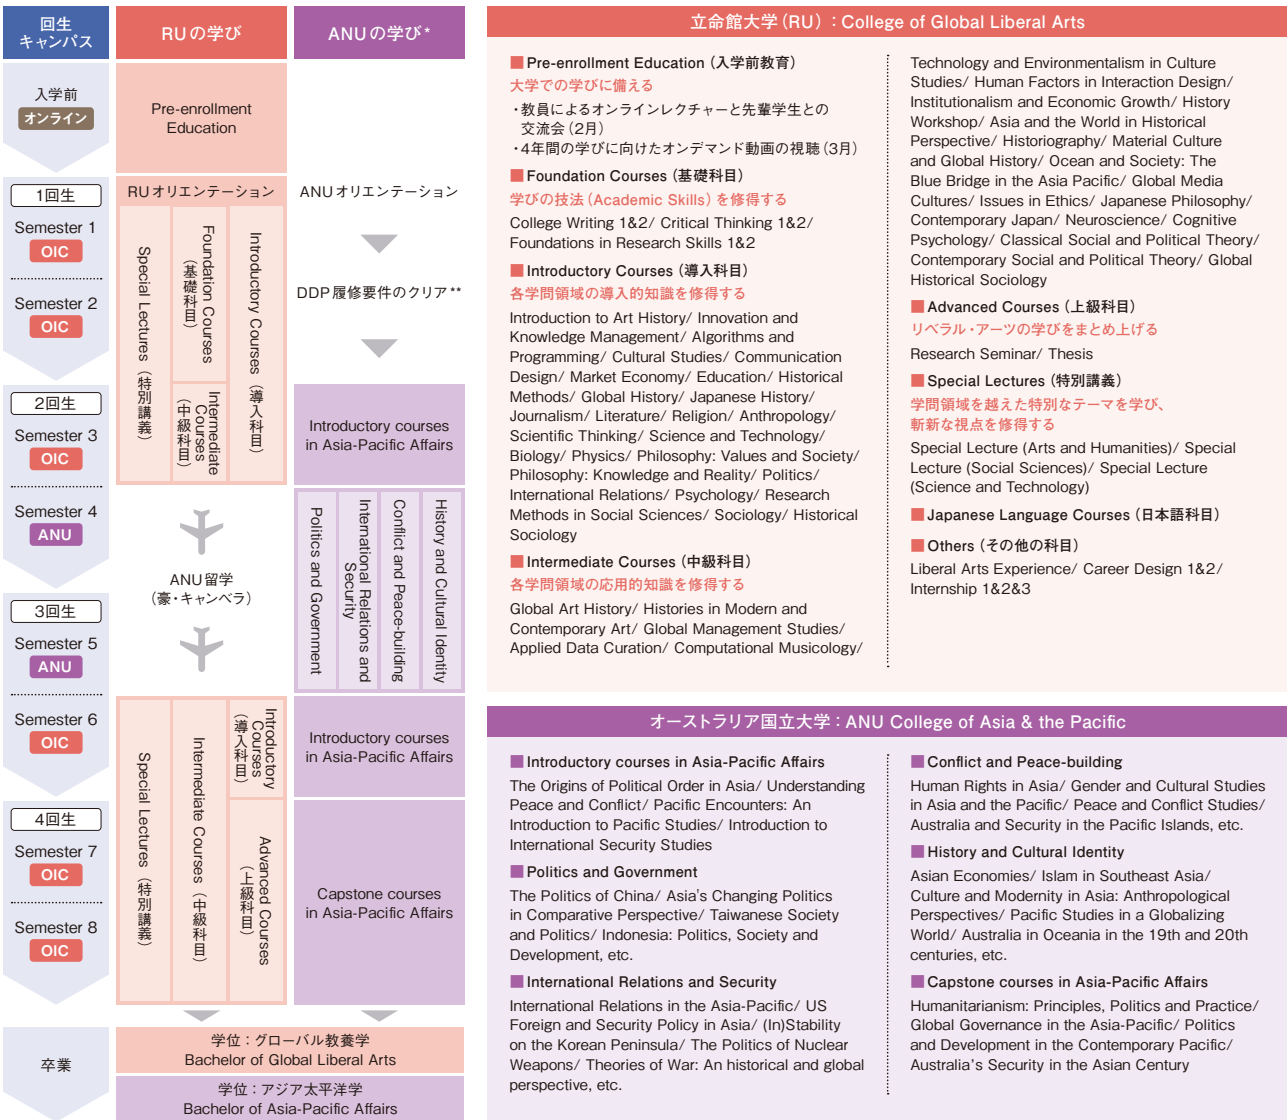 回生
キャンパス
RUの学び
ANUの学び*
入学前
オンライン
Pre-enrollment
Education
1回生
Semester 1
OIC
Semester 2
OIC
RUオリエンテーション
Special Lectures（特別講義）
Foundation Courses
（基礎科目）
Introductory Courses（導入科目）
Intermediate
Courses
（中級科目）
ANUオリエンテーション
DDP履修要件のクリア**
2回生
Semester 3
OIC
Semester 4
ANU
Introductory courses
in Asia-Pacific Affairs
ANU留学
（豪・キャンベラ）
Politics and Government
International Relations and
Security
Conflict and Peace-building
History and Cultural Identity
3回生
Semester 5
ANU
Semester 6
OIC
Special Lectures（特別講義）
Intermediate Courses（中級科目）
Introductory
Courses
（導入科目）
Advanced Courses
（上級科目）
Introductory courses
in Asia-Pacific Affairs
4回生
Semester 7
OIC
Semester 8
OIC
Capstone courses
in Asia-Pacific Affairs
卒業
学位：グローバル教養学
Bachelor of Global Liberal Arts
学位：アジア太平洋学
Bachelor of Asia-Pacific Affairs
立命館大学（RU）：College of Global Liberal Arts
■Pre-enrollment Education（入学前教育）
大学での学びに備える
・教員によるオンラインレクチャーと先輩学生との
交流会（2月）
・4年間の学びに向けたオンデマンド動画の視聴（3月）
■Foundation Courses（基礎科目）
学びの技法（Academic Skills）を修得する
College Writing 1&2/ Critical Thinking 1&2/
Foundations in Research Skills 1&2
■Introductory Courses（導入科目）
各学問領域の導入的知識を修得する
Introduction to Art History/ Innovation and
Knowledge Management/ Algorithms and
Programming/ Cultural Studies/ Communication
Design/ Market Economy/ Education/ Historical
Methods/ Global History/ Japanese History/
Journalism/ Literature/ Religion/ Anthropology/
Scientific Thinking/ Science and Technology/
Biology/ Physics/ Philosophy: Values and Society/
Philosophy: Knowledge and Reality/ Politics/
International Relations/ Psychology/ Research
Methods in Social Sciences/ Sociology/ Historical
Sociology
■Intermediate Courses（中級科目）
各学問領域の応用的知識を修得する
Global Art History/ Histories in Modern and
Contemporary Art/ Global Management Studies/
Applied Data Curation/ Computational Musicology/
Technology and Environmentalism in Culture
Studies/ Human Factors in Interaction Design/
Institutionalism and Economic Growth/ History
Workshop/ Asia and the World in Historical
Perspective/ Historiography/ Material Culture
and Global History/ Ocean and Society: The
Blue Bridge in the Asia Pacific/ Global Media
Cultures/ Issues in Ethics/ Japanese Philosophy/
Contemporary Japan/ Neuroscience/ Cognitive
Psychology/ Classical Social and Political Theory/
Contemporary Social and Political Theory/ Global
Historical Sociology
■Advanced Courses（上級科目）
リベラル・アーツの学びをまとめ上げる
Research Seminar/ Thesis
■Special Lectures（特別講義）
学問領域を越えた特別なテーマを学び、
斬新な視点を修得する
Special Lecture (Arts and Humanities)/ Special
Lecture (Social Sciences)/ Special Lecture
(Science and Technology)
■Japanese Language Courses（日本語科目）
■Others（その他の科目）
Liberal Arts Experience/ Career Design 1&2/
Internship 1&2&3
オーストラリア国立大学：ANU College of Asia & the Pacific
■Introductory courses in Asia-Pacific Affairs
The Origins of Political Order in Asia/ Understanding
Peace and Conflict/ Pacific Encounters: An
Introduction to Pacific Studies/ Introduction to
International Security Studies
■Politics and Government
The Politics of China/ Asia's Changing Politics
in Comparative Perspective/ Taiwanese Society
and Politics/ Indonesia: Politics, Society and
Development, etc.
■International Relations and Security
International Relations in the Asia-Pacific/ US
Foreign and Security Policy in Asia/ (In)Stability
on the Korean Peninsula/ The Politics of Nuclear
Weapons/ Theories of War: An historical and global
perspective, etc.
■Conflict and Peace-building
Human Rights in Asia/ Gender and Cultural Studies
in Asia and the Pacific/ Peace and Conflict Studies/
Australia and Security in the Pacific Islands, etc.
■History and Cultural Identity
Asian Economies/ Islam in Southeast Asia/
Culture and Modernity in Asia: Anthropological
Perspectives/ Pacific Studies in a Globalizing
World/ Australia in Oceania in the 19th and 20th
centuries, etc.
■Capstone courses in Asia-Pacific Affairs
Humanitarianism: Principles, Politics and Practice/
Global Governance in the Asia-Pacific/ Politics
and Development in the Contemporary Pacific/
Australia's Security in the Asian Century